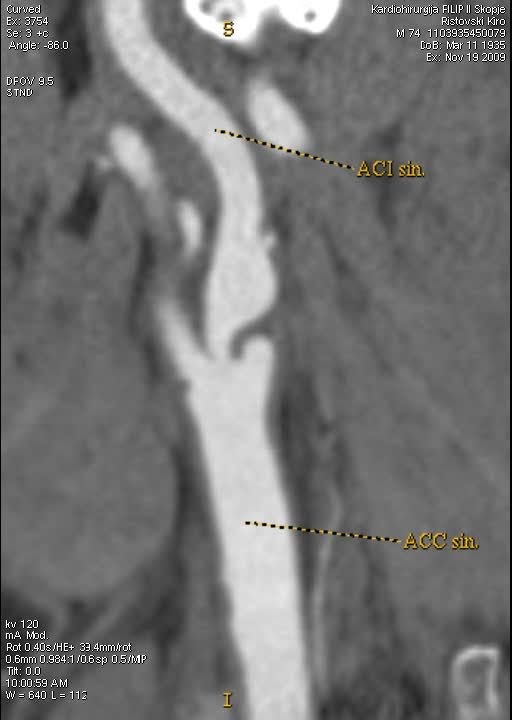 Curved
Ex: 3754
Se: 3 +c
Angle: -86.0
DFOV 9.5
STND
S
Kardiohirurgija FILIP II Skopje
Ristovski Kiro
M 74 1103935450079
DoB: Mar 11 1935
Ex: Nov 19 2009
ACI sin.
ACC sin.
kv 120
mA Mod.
Rot 0.40s/HE+ 39.4mm/rot
0.6mm 0.984:1/0.6sp 0.5/MIP
Tilt: 0.0
10:00:59 AM
W = 640 L = 112
I